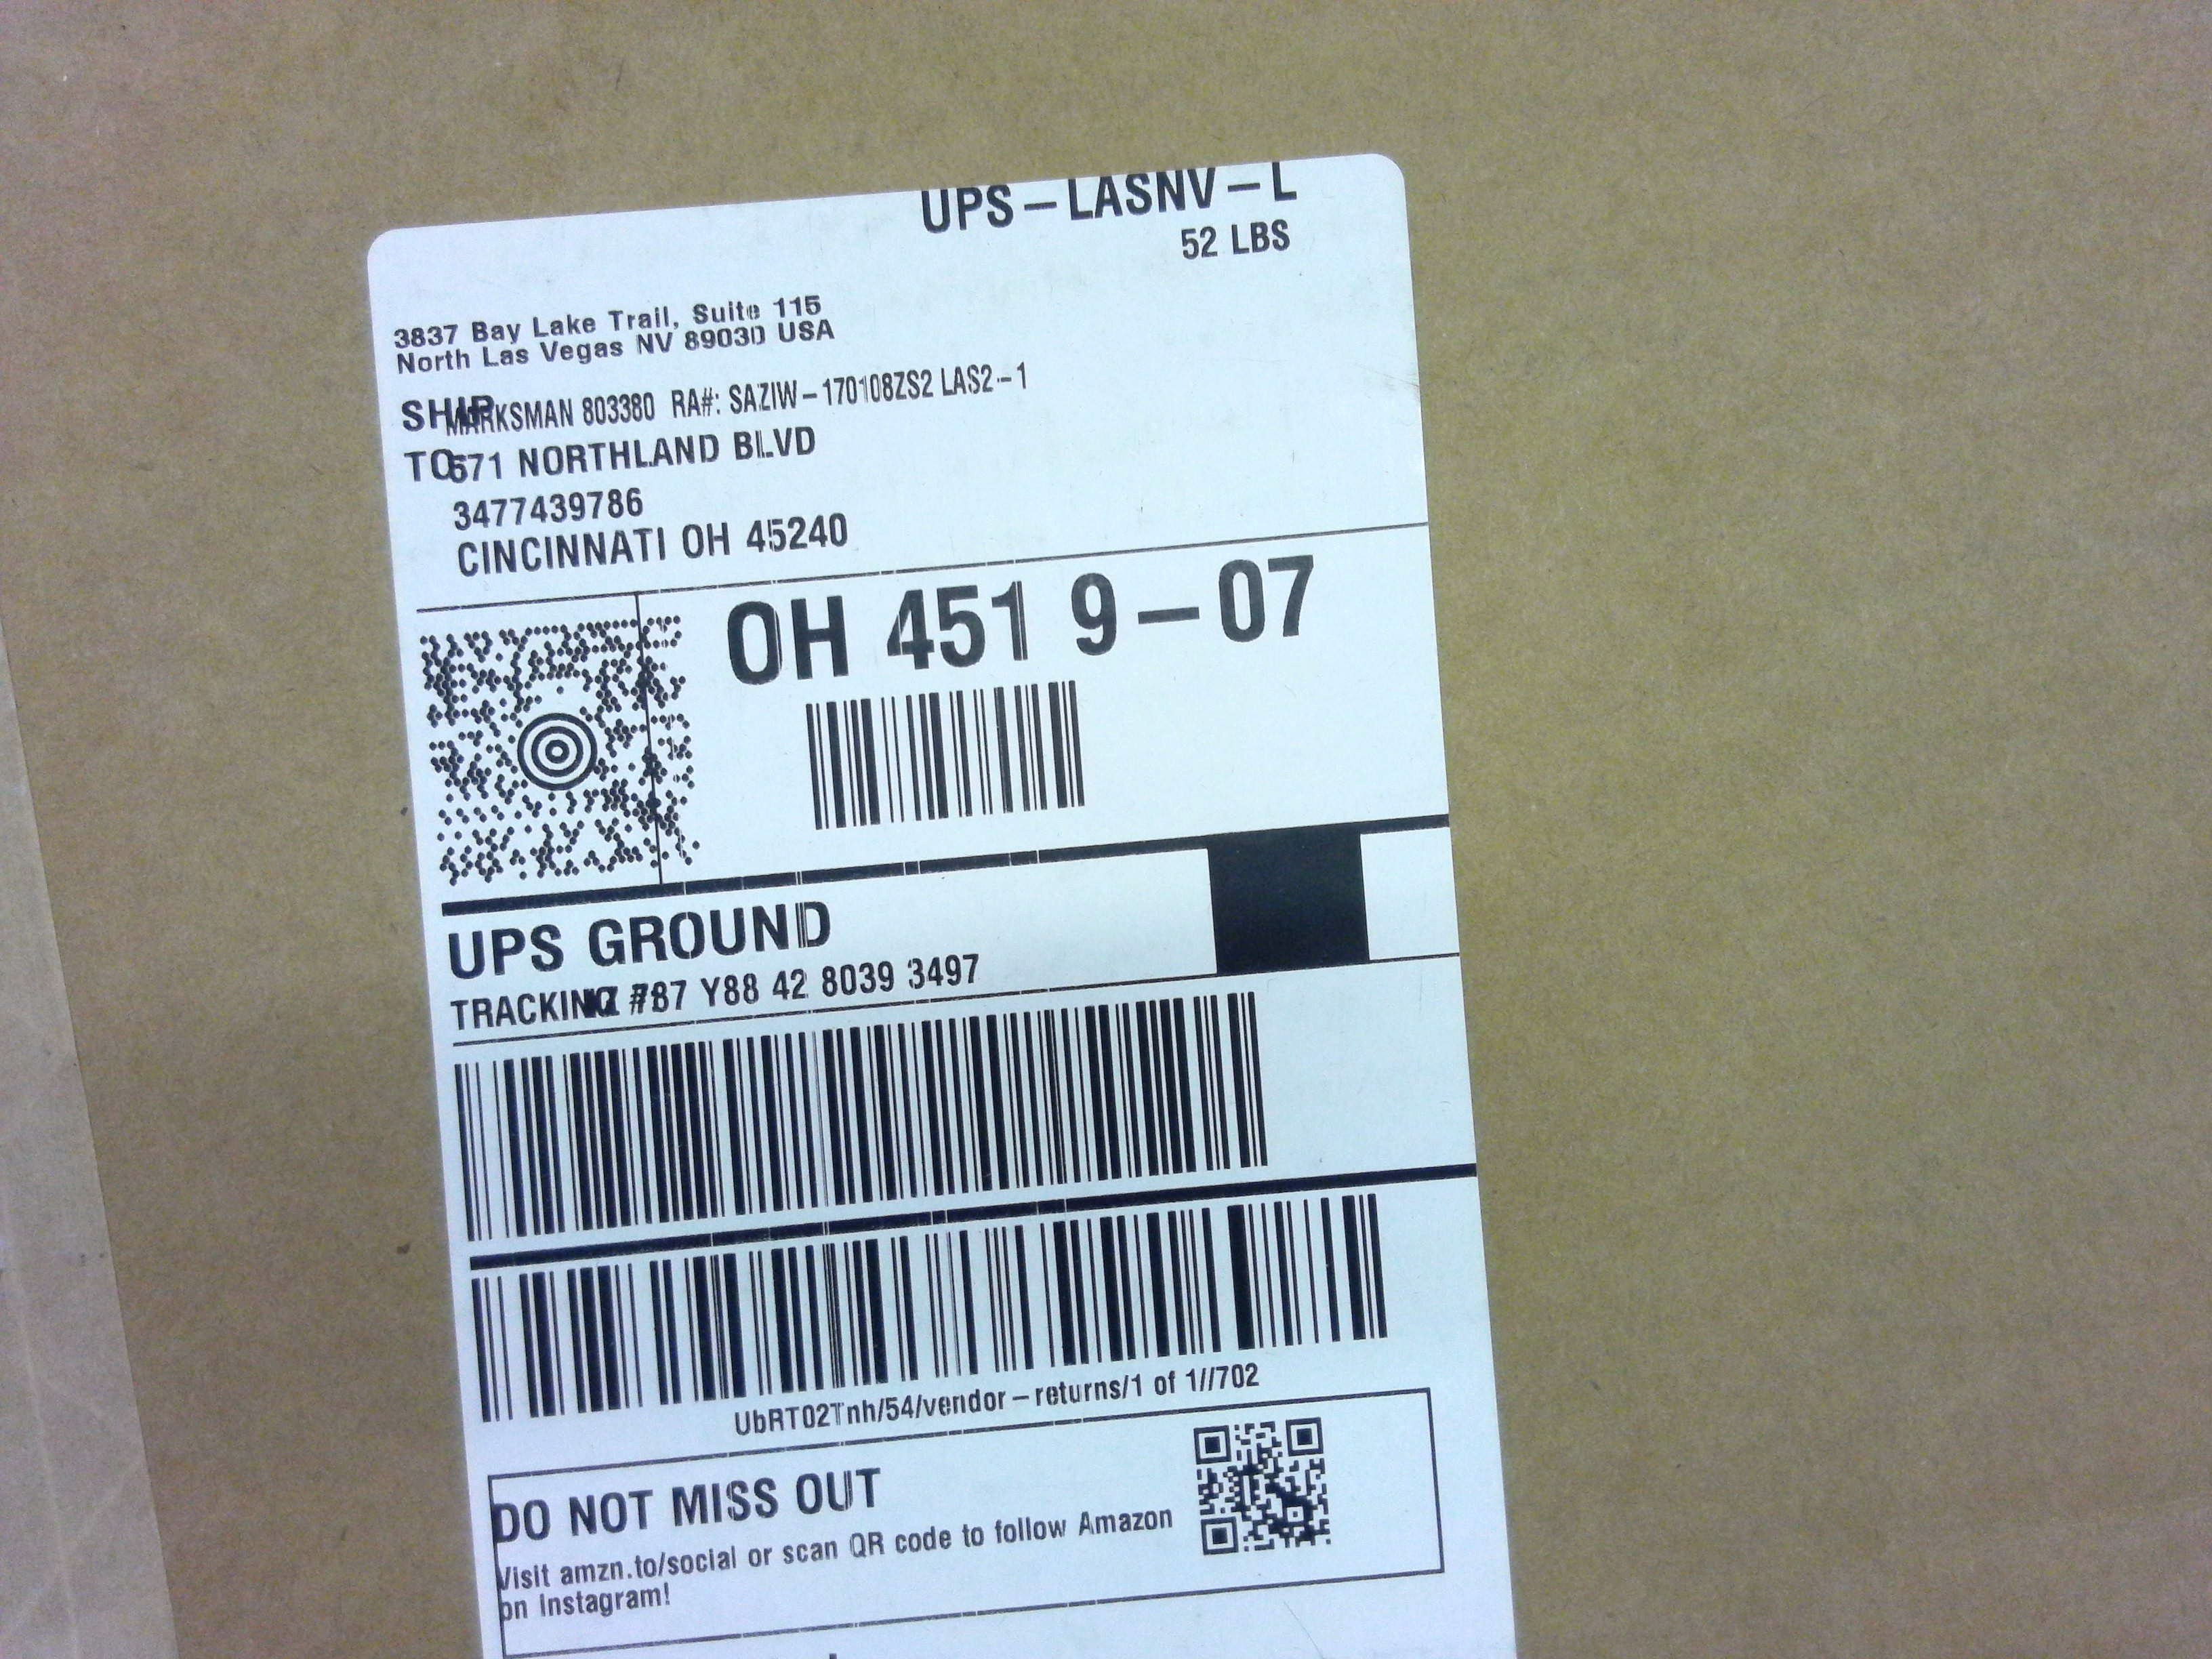 UPS-LASNV-L
52 LBS
3837 Bay Lake Trail, Suite 115
North Las Vegas NV 89030 USA
SHIP MARKSMAN 803380 RA#: SAZIW-170108ZS2 LAS2-1
TO 671 NORTHLAND BLVD
3477439786
CINCINNATI OH 45240
OH 451 9-07
UPS GROUND
TRACKING # Y88 42 8039 3497
UbRT02Tnh/54/vendor-returns/1 of 1//702
DO NOT MISS OUT
Visit amzn.to/social or scan QR code to follow Amazon
on Instagram!